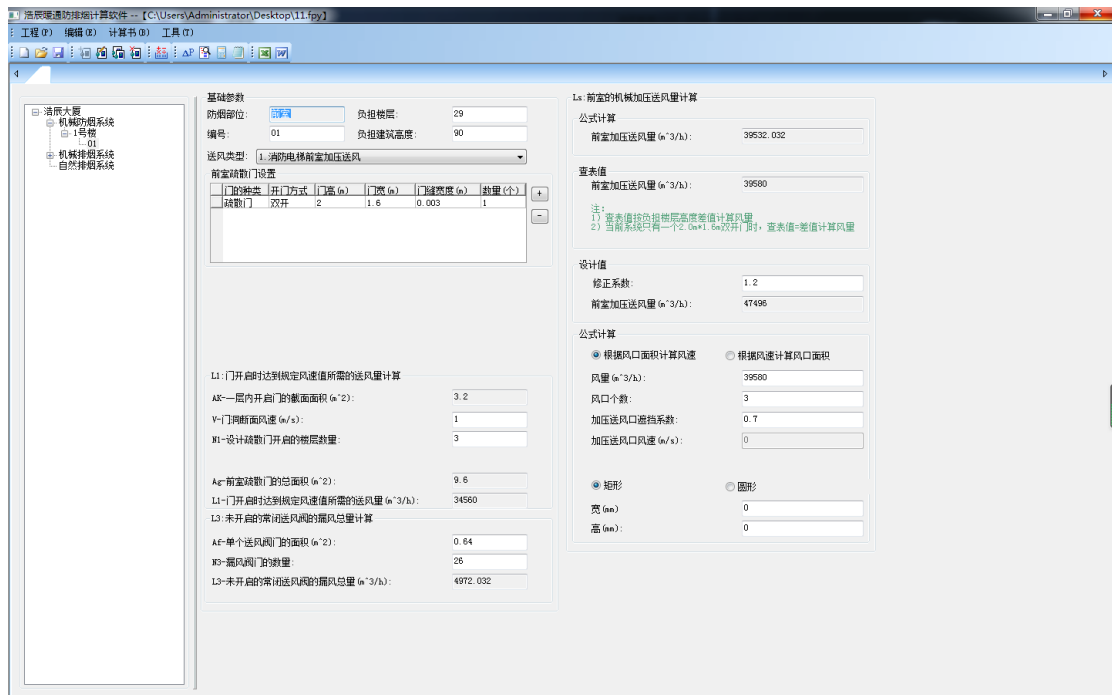 浩辰暖通防排烟计算软件 --【C:\Users\Administrator\Desktop\11.fpy】
工程(P) 编辑(E) 计算书(B) 工具(T)
浩辰大厦
机械防烟系统
1号楼
01
机械排烟系统
自然排烟系统
基础参数
防烟部位: 前室 负担楼层: 29
编号: 01 负担建筑高度: 90
送风类型: 1.消防电梯前室加压送风
前室疏散门设置
门的种类 开门方式 门高(m) 门宽(m) 门缝宽度(m) 数量(个)
疏散门 双开 2 1.6 0.003 1
+
-
L1:门开启时达到规定风速值所需的送风量计算
AK-一层内开启门的截面面积(m^2): 3.2
V-门洞断面风速(m/s): 1
N1-设计疏散门开启的楼层数量: 3
Ag-前室疏散门的总面积(m^2): 9.6
L1-门开启时达到规定风速值所需的送风量(m^3/h): 34560
L3:未开启的常闭送风阀的漏风总量计算
Af-单个送风阀门的面积(m^2): 0.64
N3-漏风阀门的数量: 26
L3-未开启的常闭送风阀的漏风总量(m^3/h): 4972.032
Ls:前室的机械加压送风量计算
公式计算
前室加压送风量(m^3/h): 39532.032
查表值
前室加压送风量(m^3/h): 39580
注:
1) 查表值按负担楼层高度差值计算风量
2) 当前系统只有一个2.0m*1.6m双开门时, 查表值=差值计算风量
设计值
修正系数: 1.2
前室加压送风量(m^3/h): 47496
公式计算
根据风口面积计算风速 根据风速计算风口面积
风量(m^3/h): 39580
风口个数: 3
加压送风口遮挡系数: 0.7
加压送风口风速(m/s): 0
矩形 圆形
宽(mm) 0
高(mm): 0